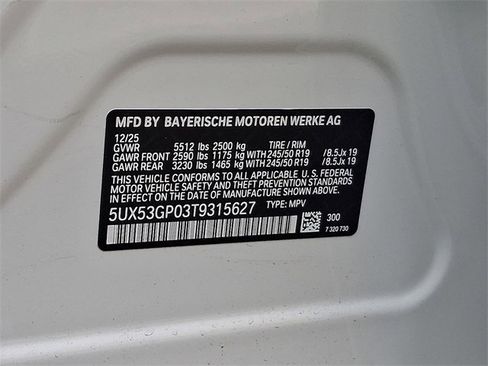 MFD BY BAYERISCHE MOTOREN WERKE AG
12/25
GVWR 5512 lbs 2500 kg TIRE / RIM
GAWR FRONT 2590 lbs 1175 kg WITH 245/50 R19 /8.5J x 19
GAWR REAR 3230 lbs 1465 kg WITH 245/50 R19 /8.5J x 19
THIS VEHICLE CONFORMS TO ALL APPLICABLE U.S. FEDERAL
MOTOR VEHICLE SAFETY AND THEFT PREVENTION STANDARDS
IN EFFECT ON THE DATE OF MANUFACTURE SHOWN ABOVE.
5UX53GP03T9315627 TYPE: MPV
300
7 320 730